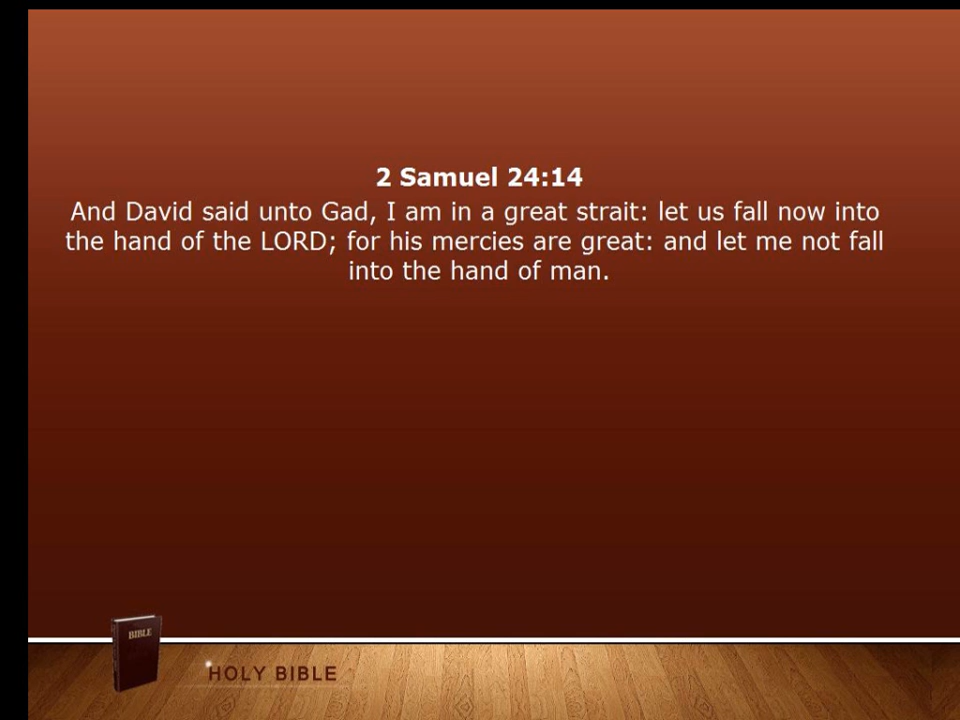 2 Samuel 24:14
And David said unto Gad, I am in a great strait: let us fall now into
the hand of the LORD; for his mercies are great: and let me not fall
into the hand of man.
BIBLE
HOLY BIBLE